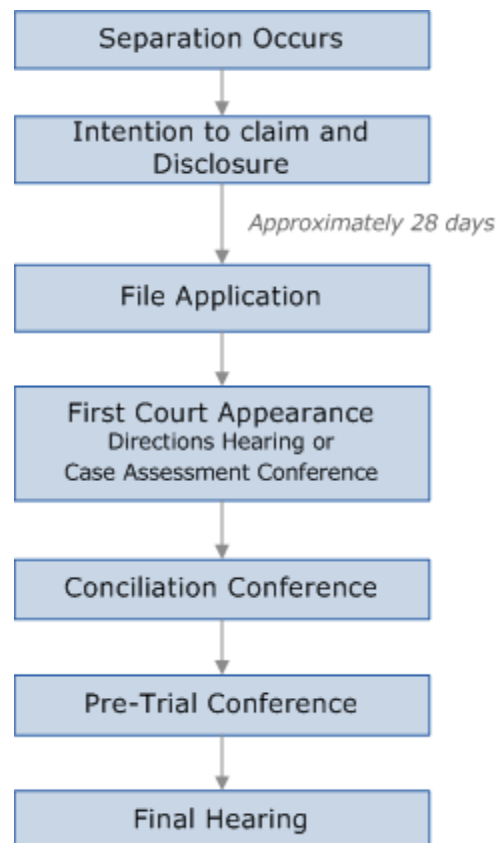 Separation Occurs
Intention to claim and
Disclosure
Approximately 28 days
File Application
First Court Appearance
Directions Hearing or
Case Assessment Conference
Conciliation Conference
Pre-Trial Conference
Final Hearing